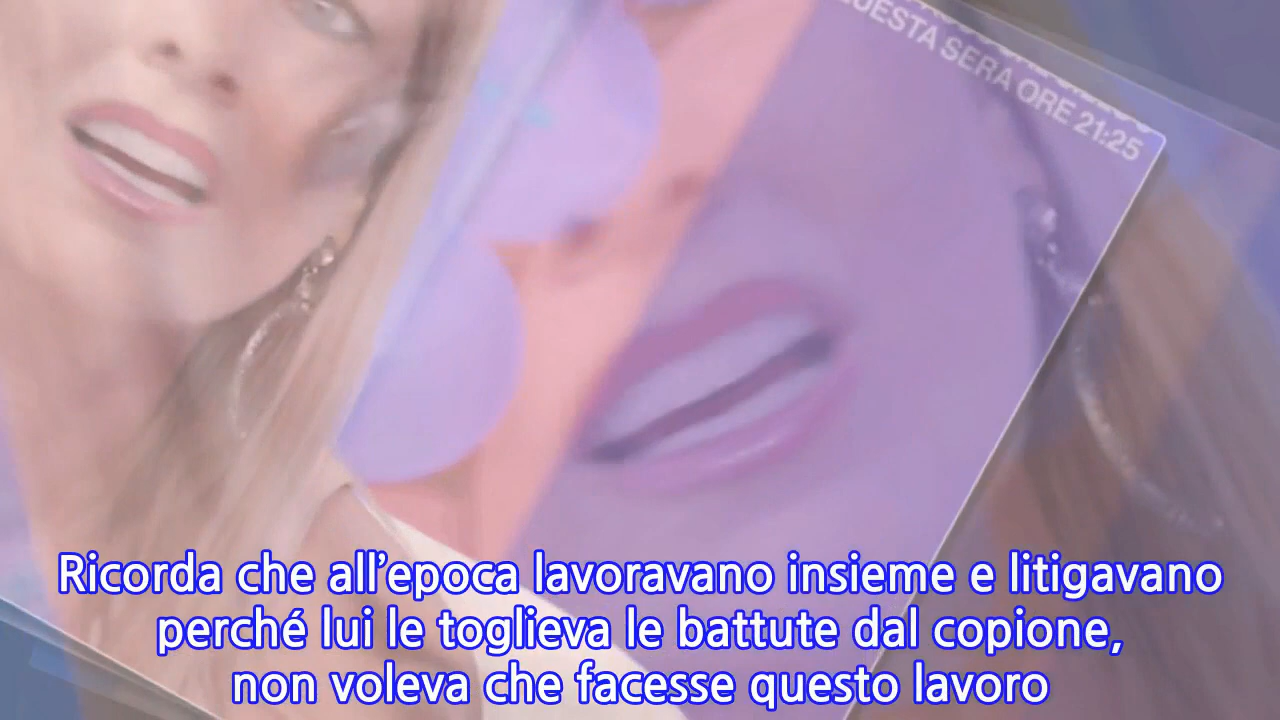 QUESTA SERA ORE 21:25
Ricorda che all'epoca lavoravano insieme e litigavano
perché lui le toglieva le battute dal copione,
non voleva che facesse questo lavoro